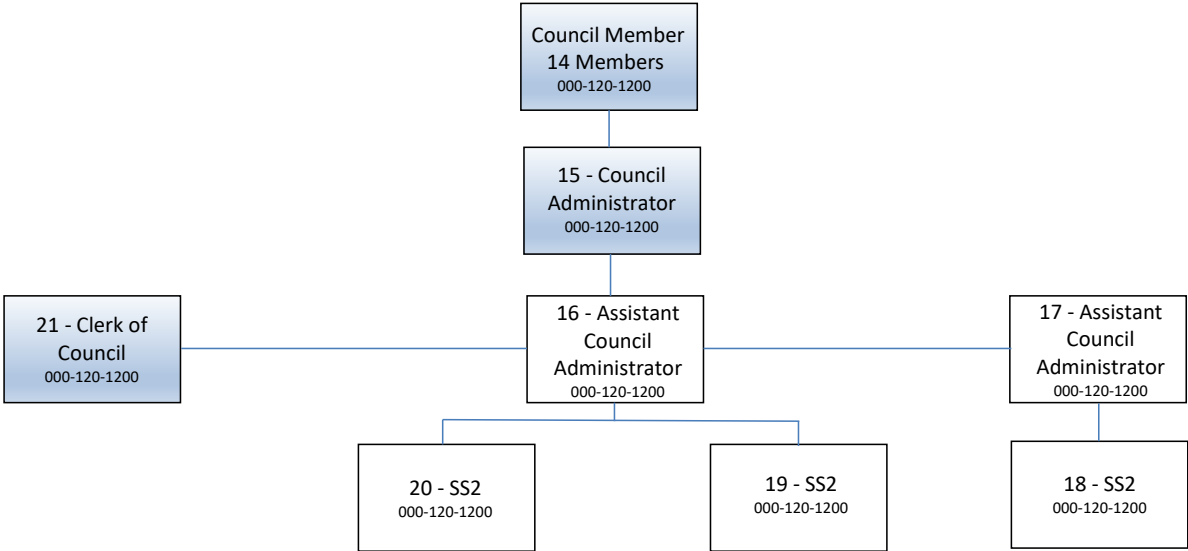 Council Member
14 Members
000-120-1200
15 - Council
Administrator
000-120-1200
21 - Clerk of
Council
000-120-1200
16 - Assistant
Council
Administrator
000-120-1200
17 - Assistant
Council
Administrator
000-120-1200
20 - SS2
000-120-1200
19 - SS2
000-120-1200
18 - SS2
000-120-1200